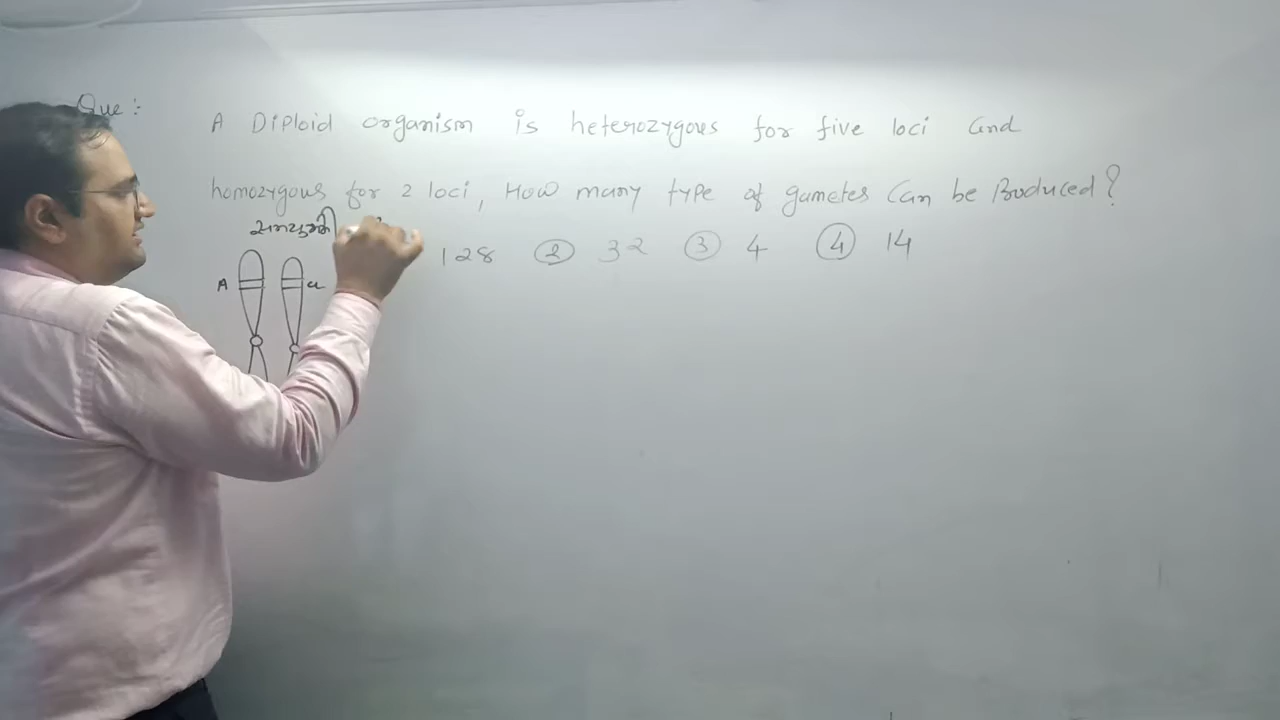 Que :-
A Diploid organism is heterozygous for five loci and
homozygous for 2 loci, How many type of gametes Can be Produced?
128 ② 32 ③ 4 ④ 14
A a